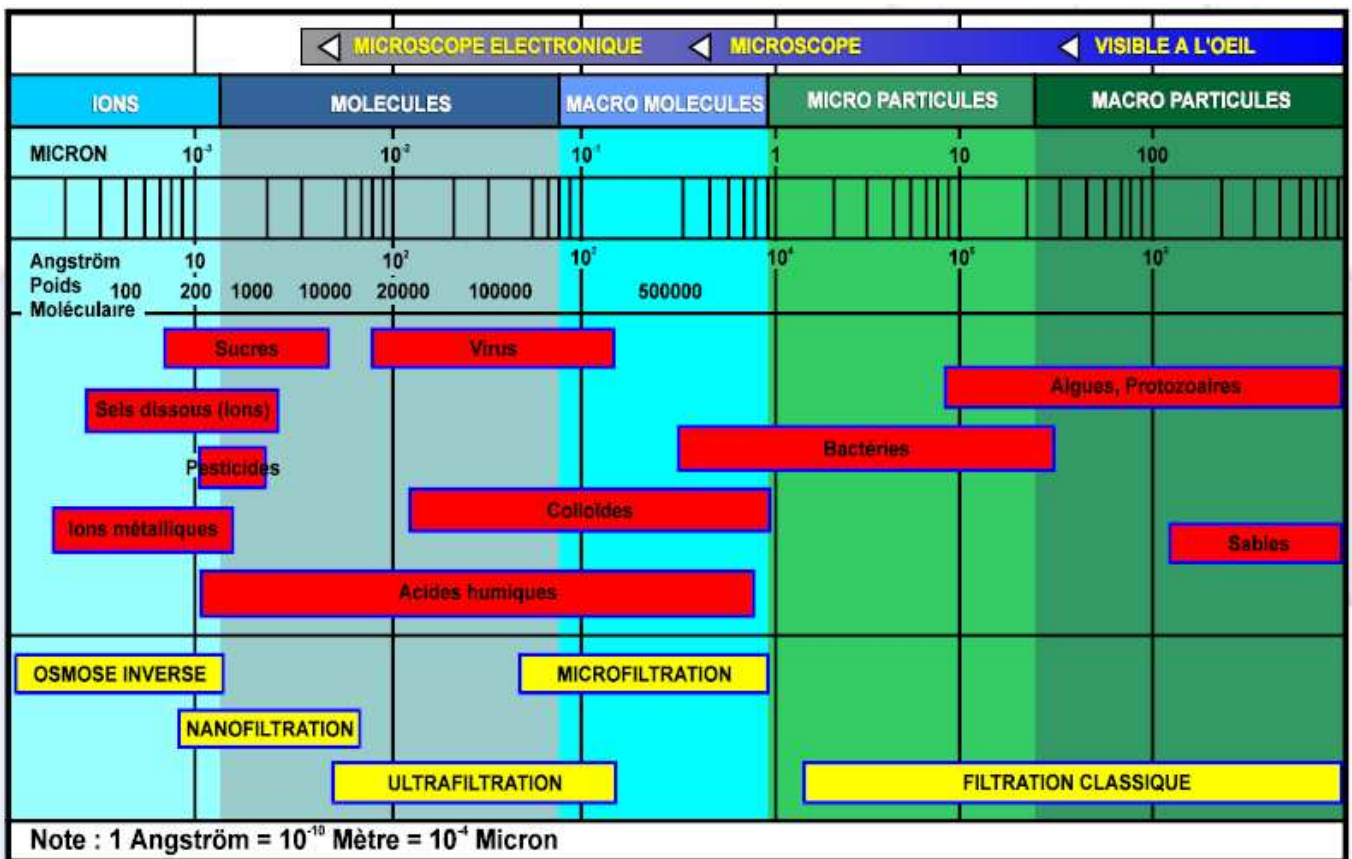 MICROSCOPE ELECTRONIQUE MICROSCOPE VISIBLE A L'OEIL
IONS MOLECULES MACRO MOLECULES MICRO PARTICULES MACRO PARTICULES
MICRON 10⁻³ 10⁻² 10⁻¹ 1 10 100
Angström 10 10² 10⁴ 10⁵
Poids 100 200 1000 10000 20000 100000 500000
Moléculaire
Sucres Virus
Algues, Protozoaires
Sels dissous (Ions)
Bactéries
Pesticides
Colloïdes
Ions métalliques
Sables
Acides humiques
OSMOSE INVERSE MICROFILTRATION
NANOFILTRATION
ULTRAFILTRATION FILTRATION CLASSIQUE
Note : 1 Angström = 10⁻¹⁰ Mètre = 10⁻⁴ Micron